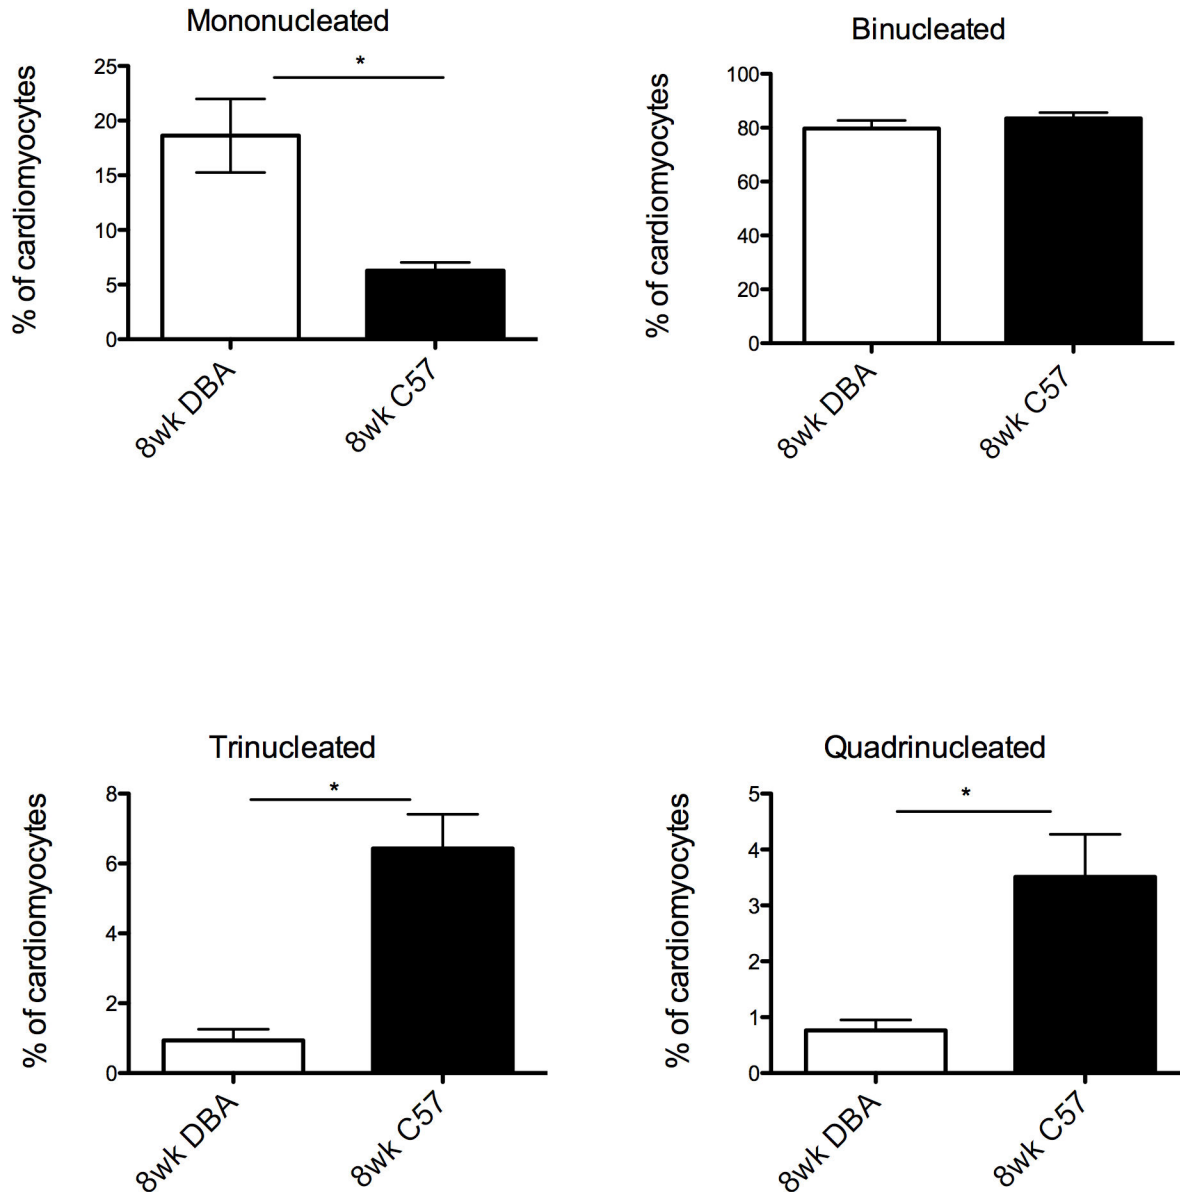 Mononucleated
% of cardiomyocytes
25
20
15
10
5
0
*
8wk DBA
8wk C57
Binucleated
% of cardiomyocytes
100
80
60
40
20
0
8wk DBA
8wk C57
Trinucleated
% of cardiomyocytes
8
6
4
2
0
*
8wk DBA
8wk C57
Quadrinucleated
% of cardiomyocytes
5
4
3
2
1
0
*
8wk DBA
8wk C57